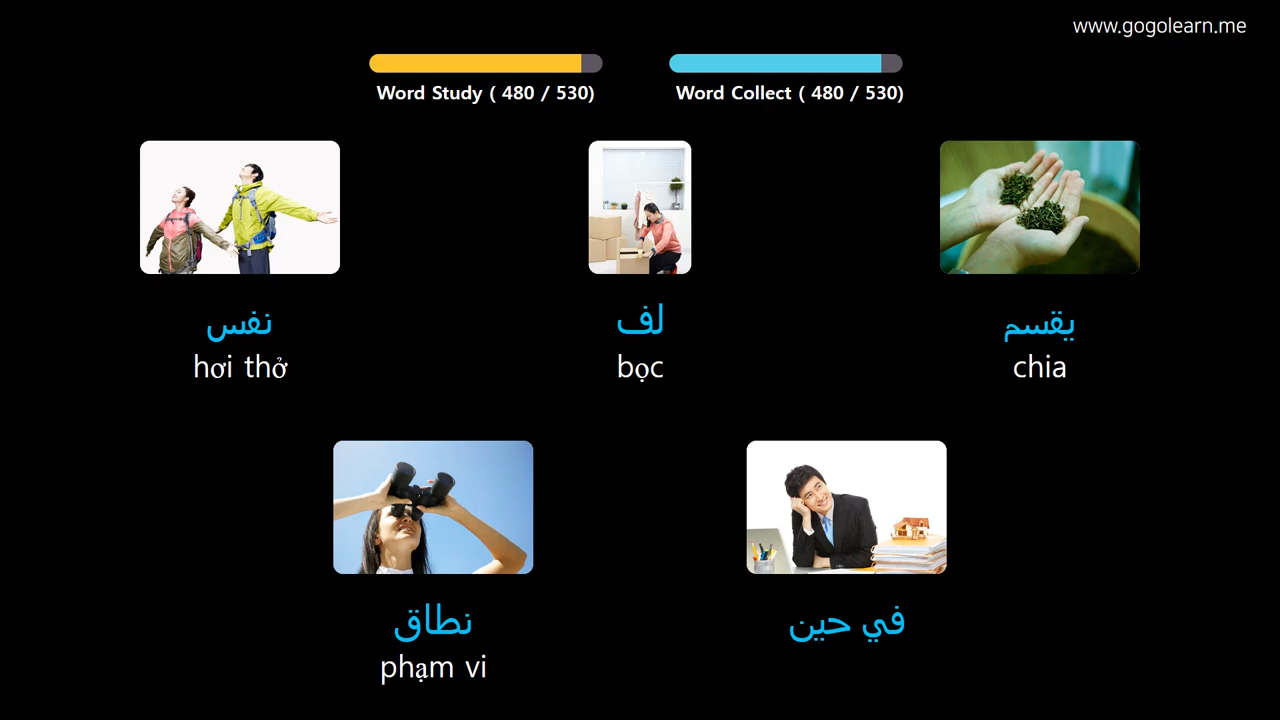 www.gogolearn.me
Word Study ( 480 / 530)
Word Collect ( 480 / 530)
نفس
hơi thở
لف
bọc
يقسم
chia
نطاق
phạm vi
في حين